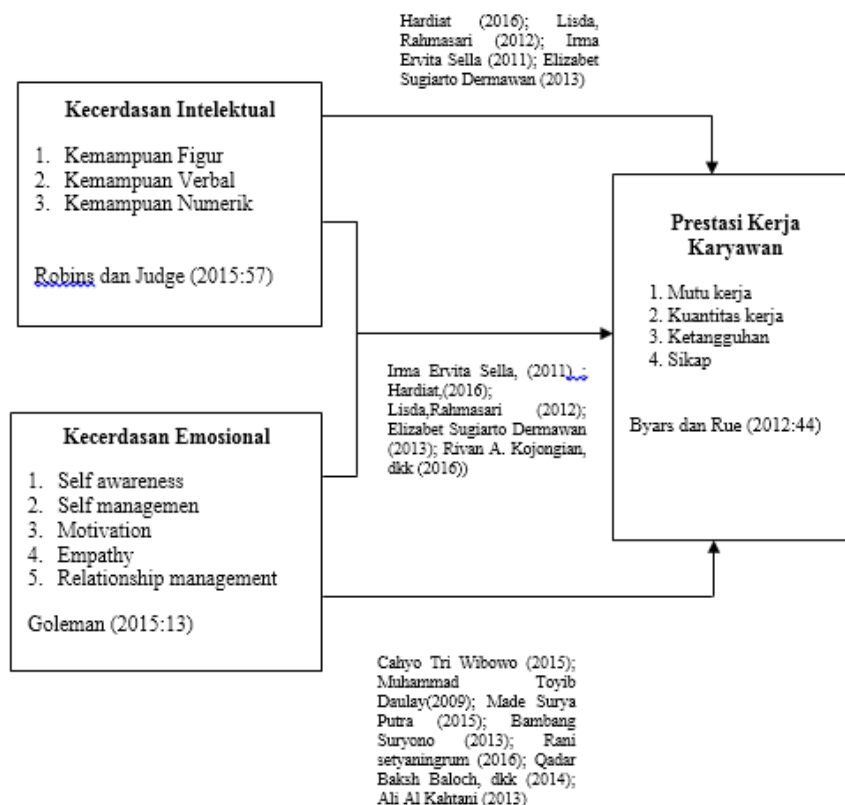 Hardiat (2016); Lisda,
Rahmasari (2012); Irma
Ervita Sella (2011); Elizabet
Sugiarto Dermawan (2013)
Kecerdasan Intelektual
1. Kemampuan Figur
2. Kemampuan Verbal
3. Kemampuan Numerik
Robins dan Judge (2015:57)
Prestasi Kerja
Karyawan
1. Mutu kerja
2. Kuantitas kerja
3. Ketangguhan
4. Sikap
Byars dan Rue (2012:44)
Irma Ervita Sella, (2011) ;
Hardiat,(2016);
Lisda,Rahmasari (2012);
Elizabet Sugiarto Dermawan
(2013); Rivan A. Kojongian,
dkk (2016))
Kecerdasan Emosional
1. Self awareness
2. Self managemen
3. Motivation
4. Empathy
5. Relationship management
Goleman (2015:13)
Cahyo Tri Wibowo (2015);
Muhammad Toyib
Daulay(2009); Made Surya
Putra (2015); Bambang
Suryono (2013); Rani
setyaningrum (2016); Qadar
Baksh Baloch, dkk (2014);
Ali Al Kahtani (2013)